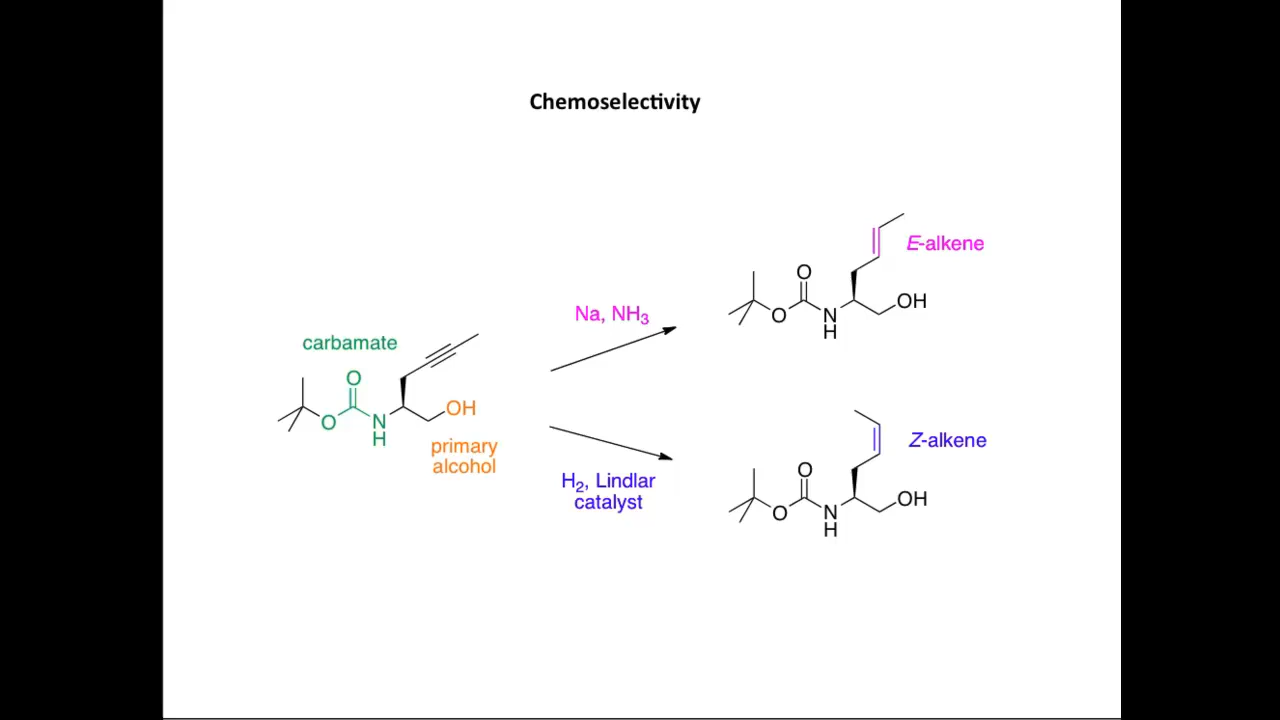 Chemoselectivity
E-alkene
O
OH
O
N
H
Na, NH3
carbamate
O
OH
O
N
H
primary
alcohol
H2, Lindlar
catalyst
Z-alkene
O
OH
O
N
H